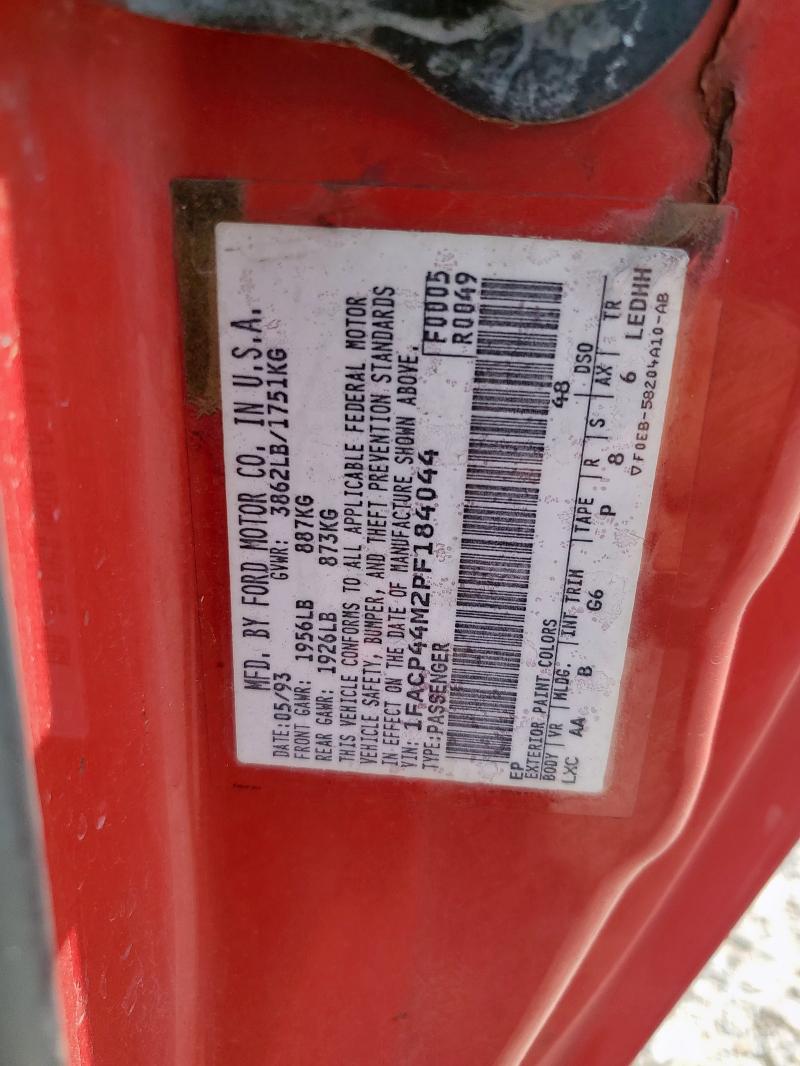 MFD. BY FORD MOTOR CO. IN U.S.A.
DATE: 05/93 GVWR: 3862LB/1751KG
FRONT GAWR: 1956LB 887KG
REAR GAWR: 1926LB 873KG
THIS VEHICLE CONFORMS TO ALL APPLICABLE FEDERAL MOTOR
VEHICLE SAFETY, BUMPER, AND THEFT PREVENTION STANDARDS
IN EFFECT ON THE DATE OF MANUFACTURE SHOWN ABOVE.
VIN: 1FACP44M2PF184044 F0005
TYPE: PASSENGER R0049
EP 48
EXTERIOR PAINT COLORS DSO
BODY VR MLDG. INT TRIM TAPE R S AX TR
LXC AA B G6 P 8 6 LEDHH
▽F0EB-58204A10-AB